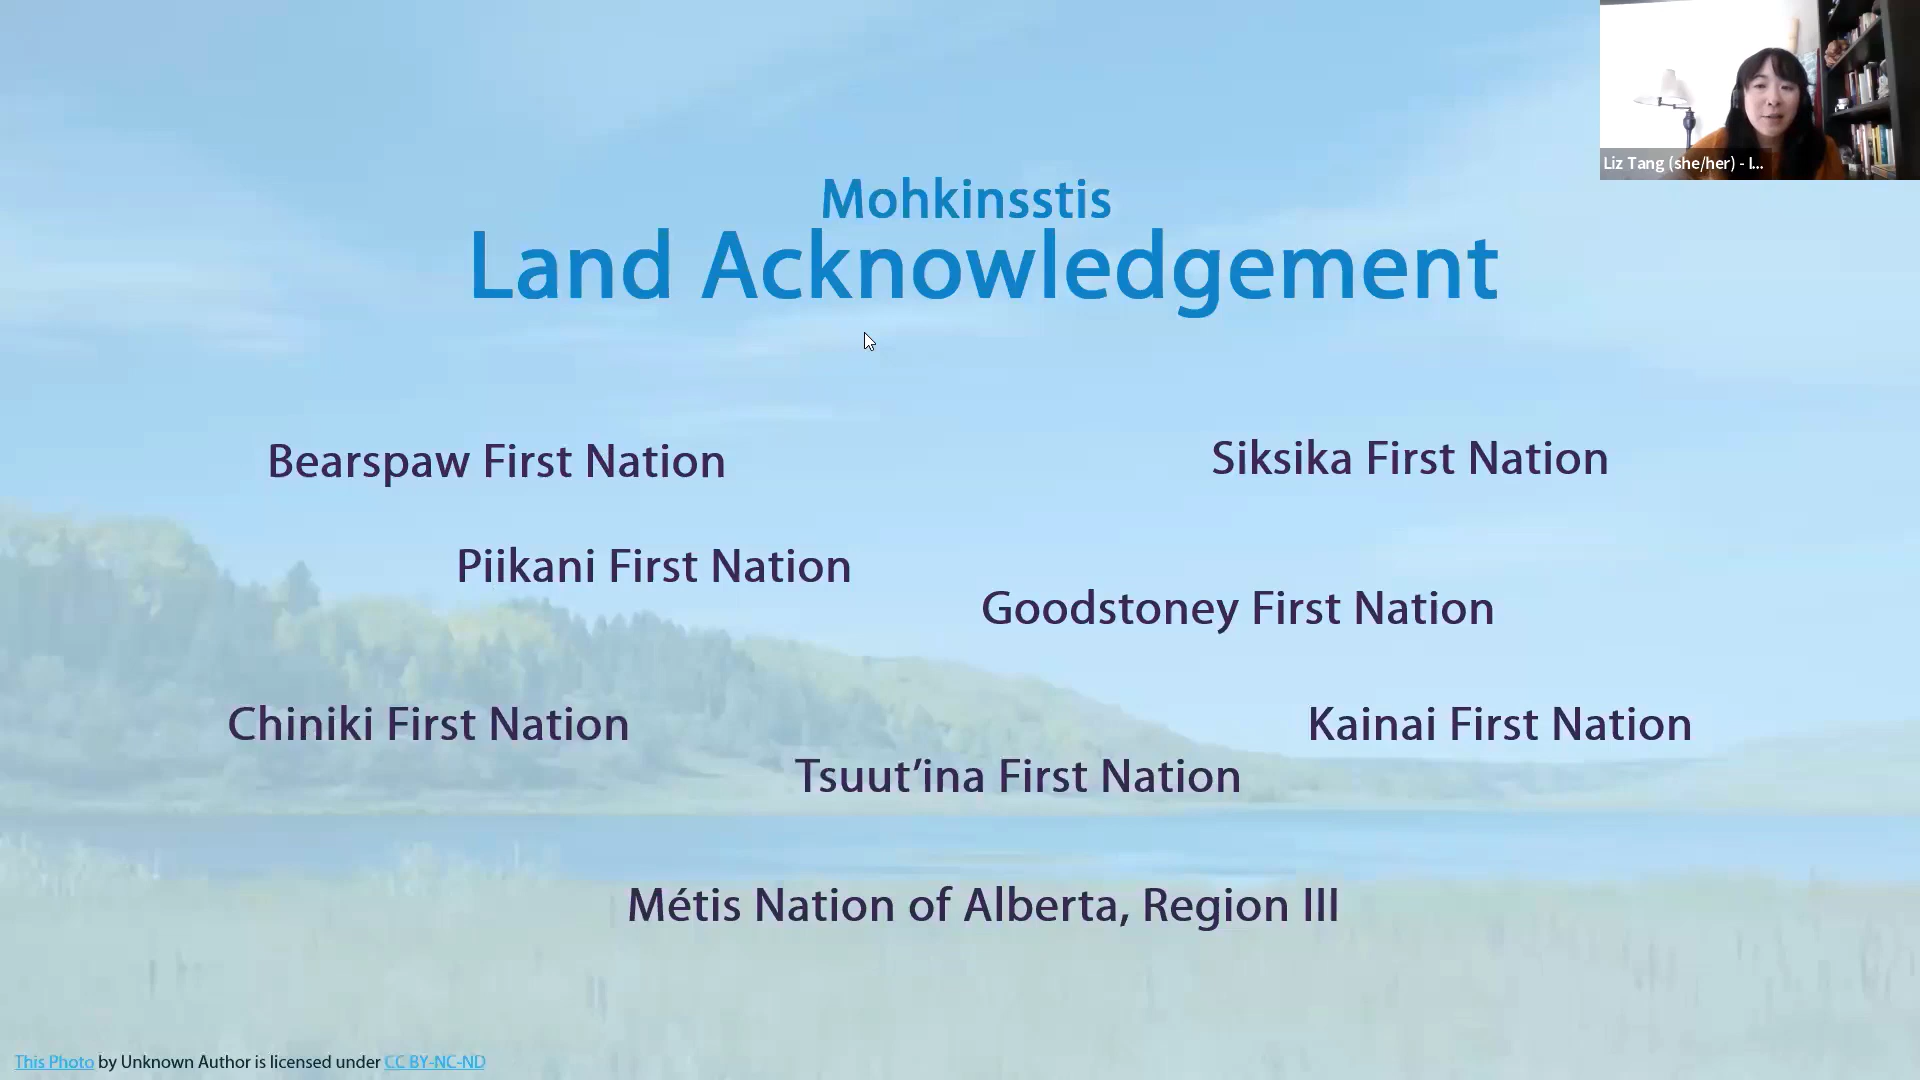 Liz Tang (she/her) - I...
Mohkinsstis
Land Acknowledgement
Bearspaw First Nation
Siksika First Nation
Piikani First Nation
Goodstoney First Nation
Chiniki First Nation
Kainai First Nation
Tsuut’ina First Nation
Métis Nation of Alberta, Region III
This Photo by Unknown Author is licensed under CC BY-NC-ND